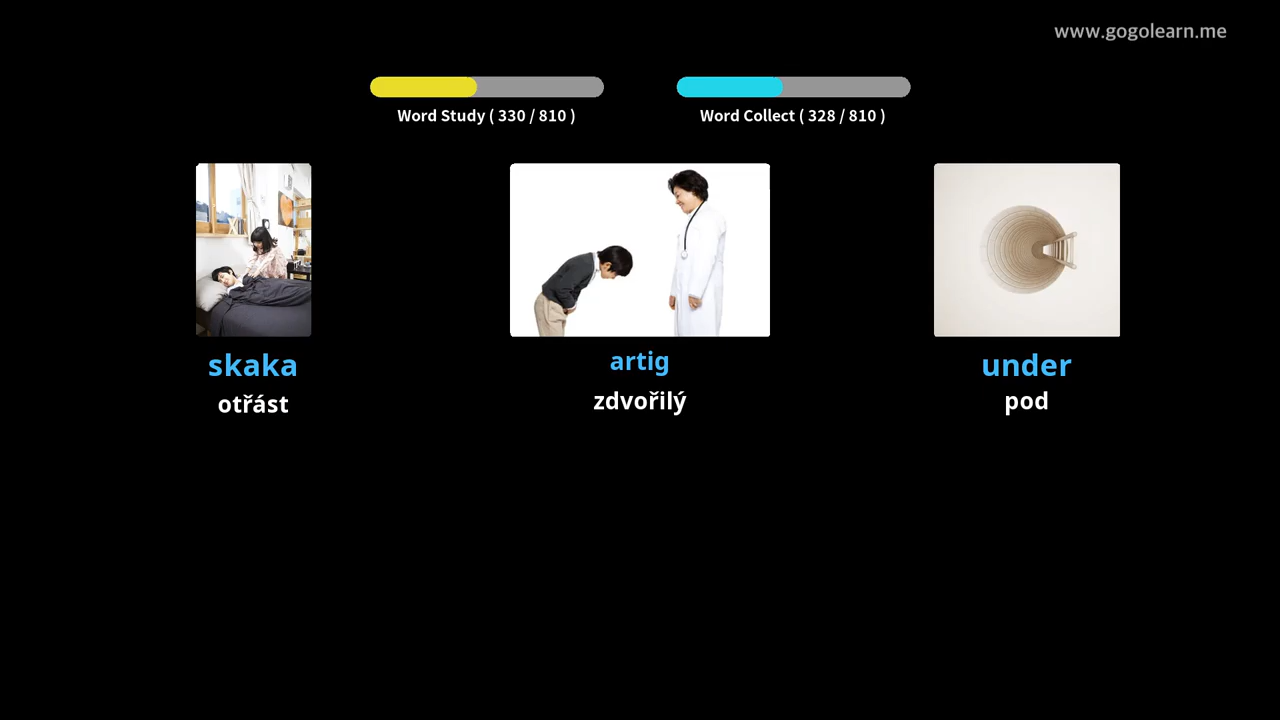 www.gogolearn.me
Word Study ( 330 / 810 )
Word Collect ( 328 / 810 )
skaka
otřást
artig
zdvořilý
under
pod